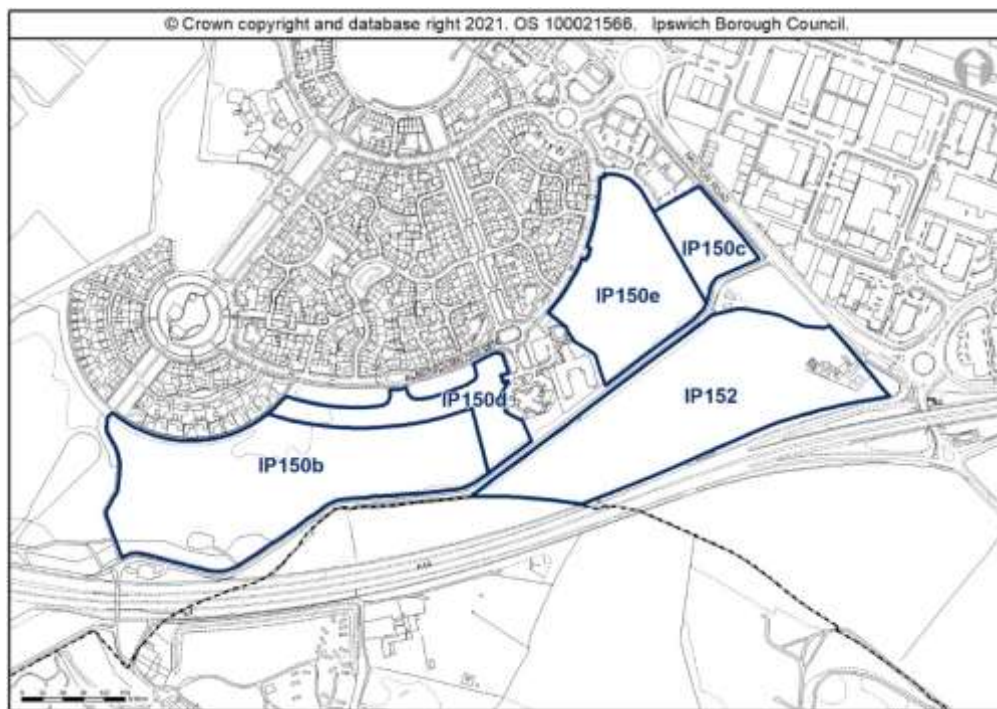 © Crown copyright and database right 2021. OS 100021566. Ipswich Borough Council.
IP150c
IP150e
IP152
IP150d
IP150b